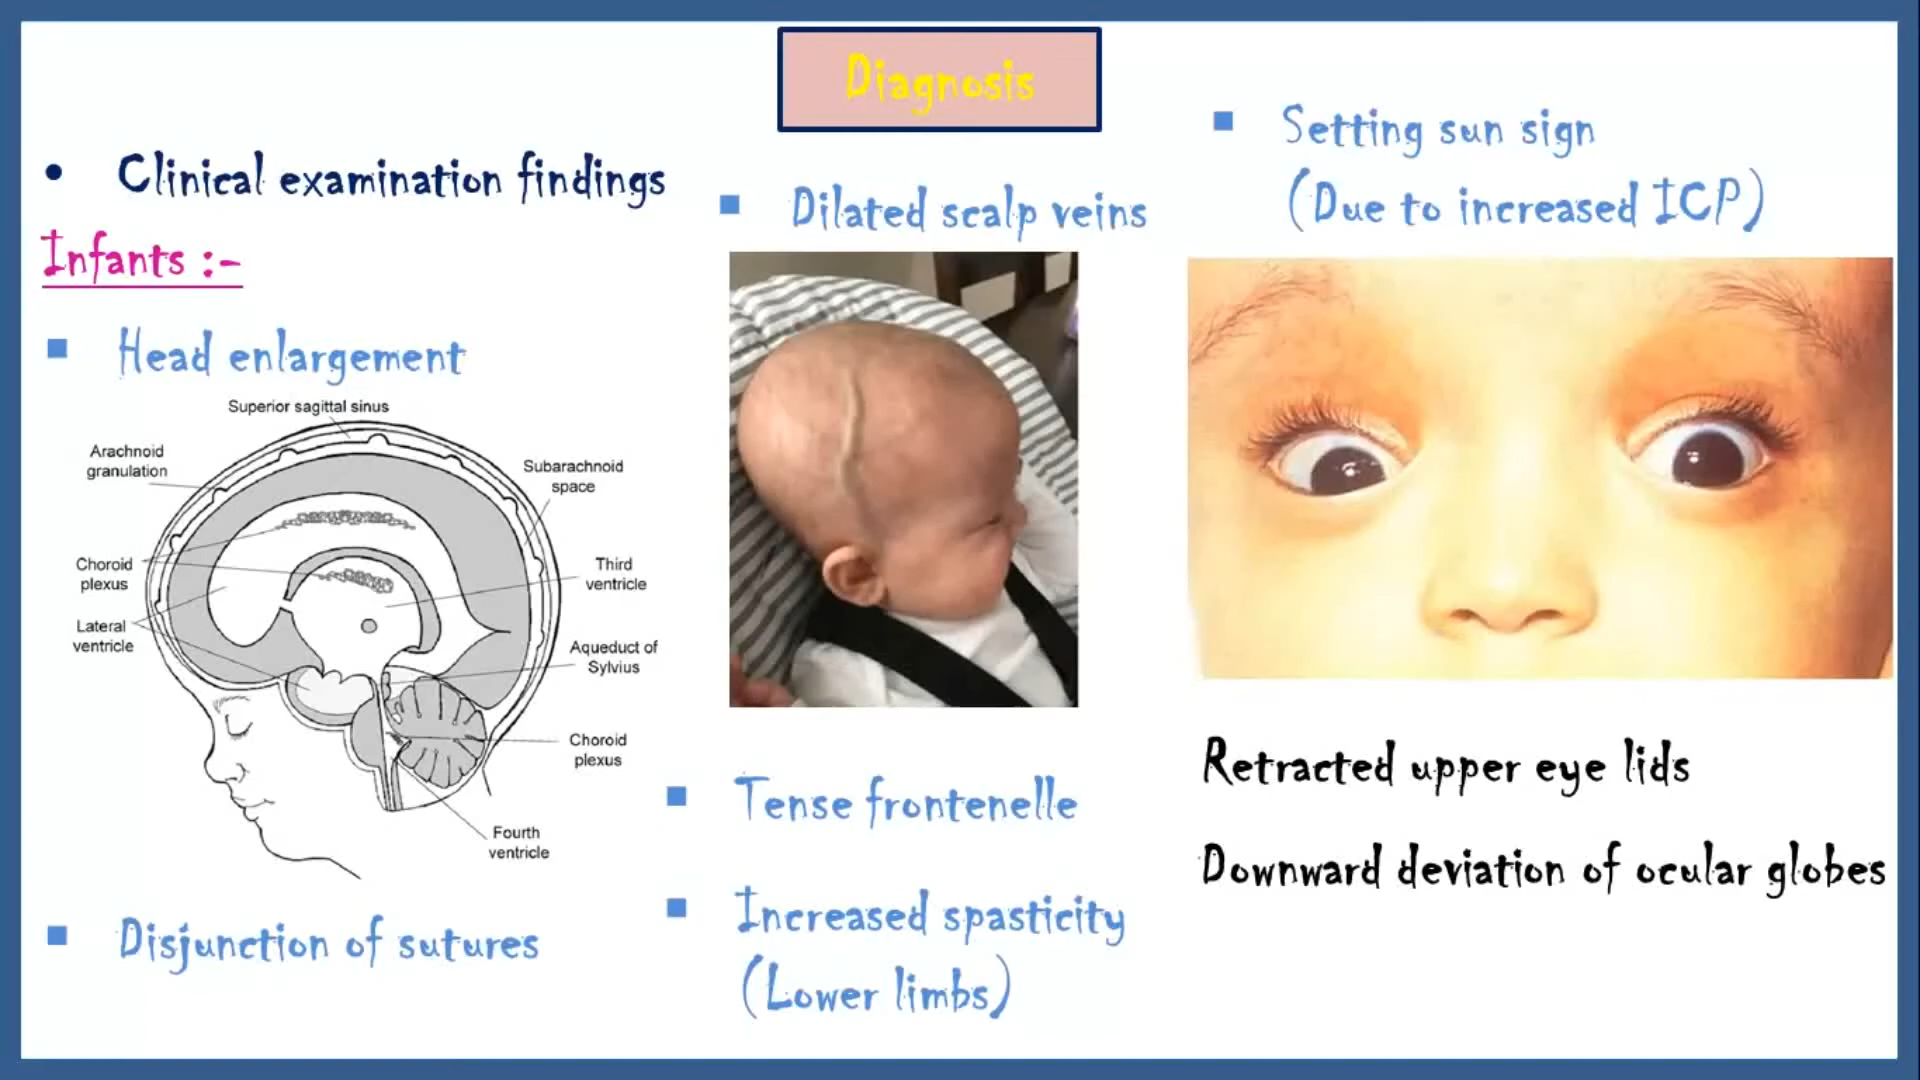 Diagnosis
• Clinical examination findings
Infants :-
▪ Head enlargement
Superior sagittal sinus
Arachnoid
granulation
Subarachnoid
space
Choroid
plexus
Third
ventricle
Lateral
ventricle
Aqueduct of
Sylvius
Choroid
plexus
Fourth
ventricle
▪ Disjunction of sutures
▪ Dilated scalp veins
▪ Tense frontenelle
▪ Increased spasticity
(Lower limbs)
▪ Setting sun sign
(Due to increased ICP)
Retracted upper eye lids
Downward deviation of ocular globes